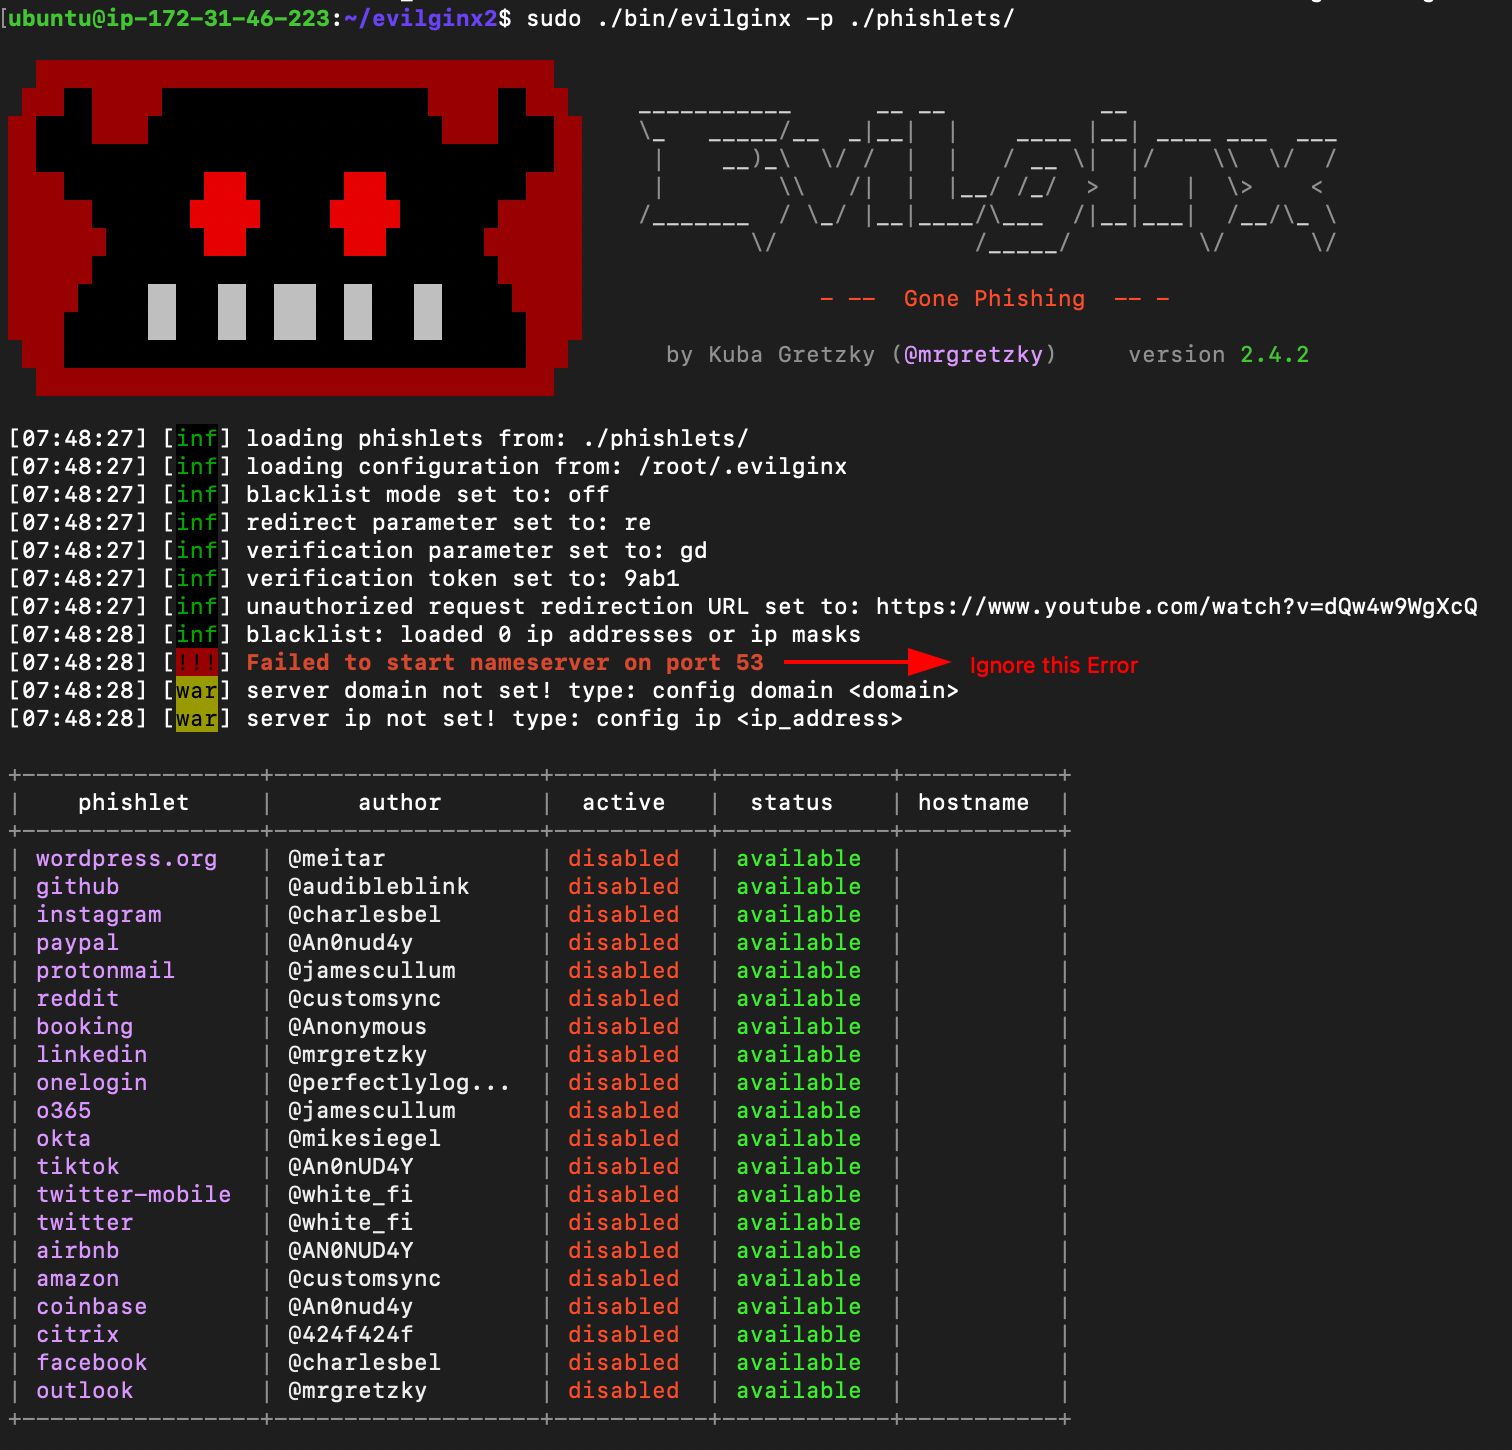 [ubuntu@ip-172-31-46-223:~/evilginx2$ sudo ./bin/evilginx -p ./phishlets/
Evilginx
- -- Gone Phishing -- -
by Kuba Gretzky (@mrgretzky) version 2.4.2
[07:48:27] [inf] loading phishlets from: ./phishlets/
[07:48:27] [inf] loading configuration from: /root/.evilginx
[07:48:27] [inf] blacklist mode set to: off
[07:48:27] [inf] redirect parameter set to: re
[07:48:27] [inf] verification parameter set to: gd
[07:48:27] [inf] verification token set to: 9ab1
[07:48:27] [inf] unauthorized request redirection URL set to: https://www.youtube.com/watch?v=dQw4w9WgXcQ
[07:48:28] [inf] blacklist: loaded 0 ip addresses or ip masks
[07:48:28] [!!!] Failed to start nameserver on port 53 Ignore this Error
[07:48:28] [war] server domain not set! type: config domain <domain>
[07:48:28] [war] server ip not set! type: config ip <ip_address>
| phishlet | author | active | status | hostname |
| wordpress.org | @meitar | disabled | available | |
| github | @audibleblink | disabled | available | |
| instagram | @charlesbel | disabled | available | |
| paypal | @An0nud4y | disabled | available | |
| protonmail | @jamescullum | disabled | available | |
| reddit | @customsync | disabled | available | |
| booking | @Anonymous | disabled | available | |
| linkedin | @mrgretzky | disabled | available | |
| onelogin | @perfectlylog... | disabled | available | |
| o365 | @jamescullum | disabled | available | |
| okta | @mikesiegel | disabled | available | |
| tiktok | @An0nUD4Y | disabled | available | |
| twitter-mobile | @white_fi | disabled | available | |
| twitter | @white_fi | disabled | available | |
| airbnb | @AN0NUD4Y | disabled | available | |
| amazon | @customsync | disabled | available | |
| coinbase | @An0nud4y | disabled | available | |
| citrix | @424f424f | disabled | available | |
| facebook | @charlesbel | disabled | available | |
| outlook | @mrgretzky | disabled | available | |